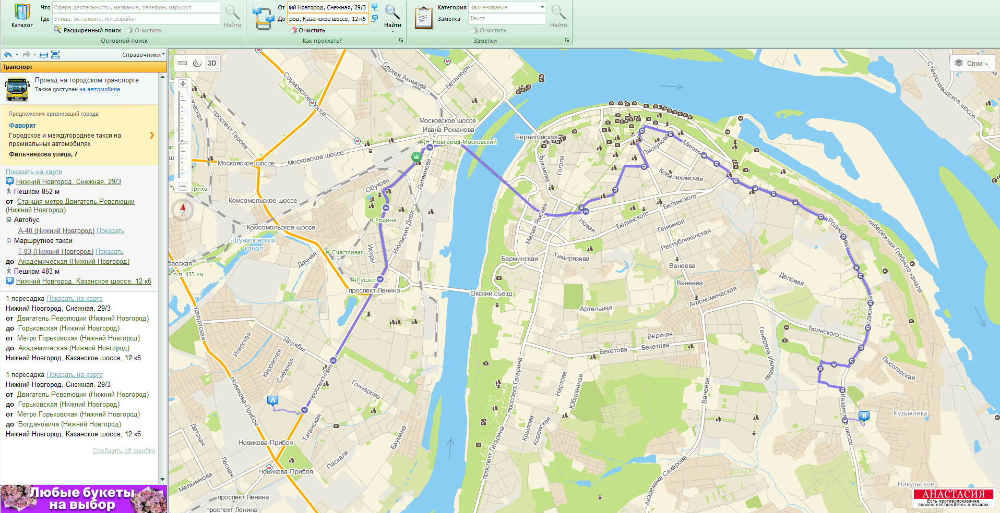 Каталог
Что
Сфера деятельности, название, телефон, маршрут
Где
Улица, остановка, микрорайон
Расширенный поиск
Очистить
Найти
Основной поиск
От
ий Новгород, Снежная, 29/3
До
род, Казанское шоссе, 12 к6
Очистить
Найти
Как проехать?
Категория
Наименование
Заметка
Текст
Очистить
Найти
Заметки
Справочники
Транспорт
Проезд на городском транспорте
Также доступен на автомобиле.
Предложения организаций города
Фаворит
Городское и междугороднее такси на
премиальных автомобилях
Фильченкова улица, 7
Показать на карте
A Нижний Новгород, Снежная, 29/3
Пешком 852 м
от Станция метро Двигатель Революции
(Нижний Новгород)
Автобус
А-40 (Нижний Новгород) Показать
Маршрутное такси
Т-83 (Нижний Новгород) Показать
до Академическая (Нижний Новгород)
Пешком 483 м
B Нижний Новгород, Казанское шоссе, 12 к6
1 пересадка Показать на карте
Нижний Новгород, Снежная, 29/3
от Двигатель Революции (Нижний Новгород)
до Горьковская (Нижний Новгород)
от Метро Горьковская (Нижний Новгород)
до Академическая (Нижний Новгород)
Нижний Новгород, Казанское шоссе, 12 к6
1 пересадка Показать на карте
Нижний Новгород, Снежная, 29/3
от Двигатель Революции (Нижний Новгород)
до Горьковская (Нижний Новгород)
от Метро Горьковская (Нижний Новгород)
до Богдановича (Нижний Новгород)
Нижний Новгород, Казанское шоссе, 12 к6
Сообщить об ошибке
Любые букеты
на выбор
3D
Слои
Сергея Акимова
Бетанкура
Сормовское шоссе
Стеклозаводское шоссе
проспект Героев
Московское шоссе
Ивана Романова
Н.Новгород-Московский
Черниговская
Московское шоссе
Московское шоссе
Пискунова
Минина
Заломова
Гоголя
Ковалихинская
Литвинова
Обухова
Комсомольское шоссе
Белинского
Малая Ямская
Новая
Белинского
Генкиной
Республиканская
Родионова
набережная Гребного канала
Родина
Июльских Дней
Комсомольское шоссе
Шуваловский
канал
Искры
Счастливая
Дачная
о.п. 435 км
Барминская
Тимирязева
Ванеева
Ванеева
Деловая
Агрономическая
Пушки
проспект Ленина
Окский съезд
Артельная
Удмуртская
Родионова
Бринского
Верхняя
Бекетова
Бекетова
Генерала Ивлиева
Лысогорская
Дружбы
Игарская
Кировская
Снежная
проспект Ленина
Гончарова
Новикова-Прибоя
Таганская
Баумана
Детская
Новикова-Прибоя
Новикова-Прибоя
Паскаля
Лесная
Мельникова
проспект Ленина
проспект Ленина
проспект Гагарина
проспект Гагарина
Нартова
Юбилейная
Крылова
Корейская
Ванеева
Академика Сахарова
Казанское шоссе
Кузьминка
Никульское
A
B
АНАСТАСИЯ
Есть противопоказания,
проконсультируйтесь с врачом.